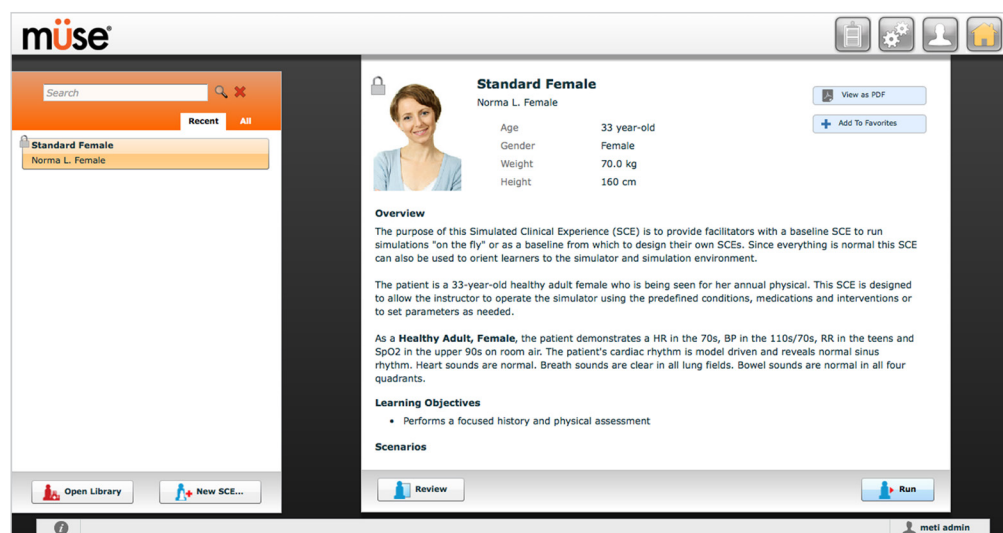 müse
Search
Recent All
Standard Female
Norma L. Female
Open Library
New SCE...
Standard Female
Norma L. Female
Age 33 year-old
Gender Female
Weight 70.0 kg
Height 160 cm
View as PDF
Add To Favorites
Overview
The purpose of this Simulated Clinical Experience (SCE) is to provide facilitators with a baseline SCE to run
simulations "on the fly" or as a baseline from which to design their own SCEs. Since everything is normal this SCE
can also be used to orient learners to the simulator and simulation environment.
The patient is a 33-year-old healthy adult female who is being seen for her annual physical. This SCE is designed
to allow the instructor to operate the simulator using the predefined conditions, medications and interventions or
to set parameters as needed.
As a Healthy Adult, Female, the patient demonstrates a HR in the 70s, BP in the 110s/70s, RR in the teens and
SpO2 in the upper 90s on room air. The patient's cardiac rhythm is model driven and reveals normal sinus
rhythm. Heart sounds are normal. Breath sounds are clear in all lung fields. Bowel sounds are normal in all four
quadrants.
Learning Objectives
• Performs a focused history and physical assessment
Scenarios
Review
Run
meti admin